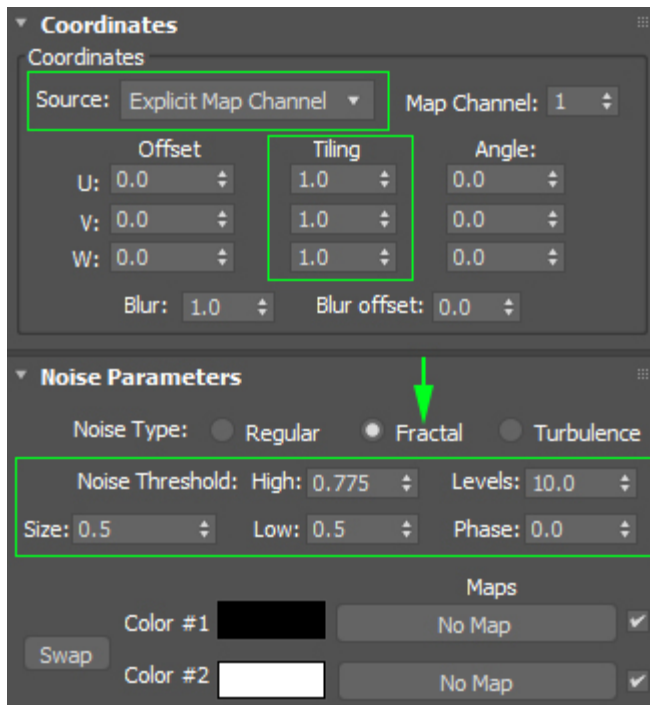 Coordinates
Coordinates
Source: Explicit Map Channel Map Channel: 1
Offset Tiling Angle:
U: 0.0 1.0 0.0
V: 0.0 1.0 0.0
W: 0.0 1.0 0.0
Blur: 1.0 Blur offset: 0.0
Noise Parameters
Noise Type: Regular Fractal Turbulence
Noise Threshold: High: 0.775 Levels: 10.0
Size: 0.5 Low: 0.5 Phase: 0.0
Maps
Color #1 No Map
Swap
Color #2 No Map